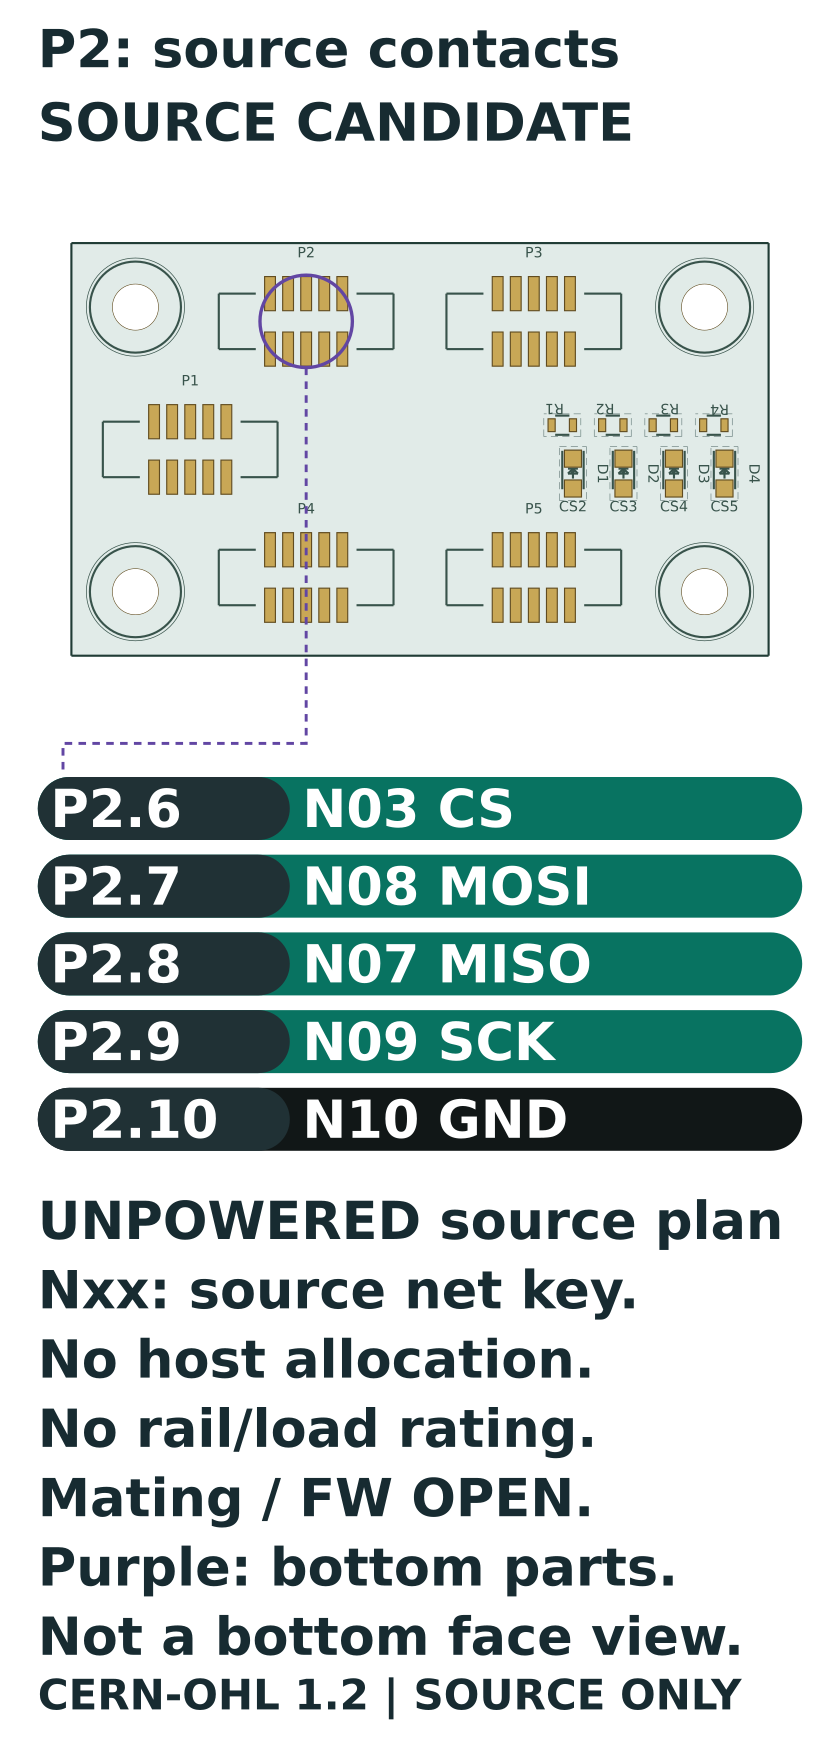 P2: source contacts
SOURCE CANDIDATE
P2 P3
P1
R1 R2 R3 R4
D1 D2 D3 D4
P4 P5 CS2 CS3 CS4 CS5
P2.6 N03 CS
P2.7 N08 MOSI
P2.8 N07 MISO
P2.9 N09 SCK
P2.10 N10 GND
UNPOWERED source plan
Nxx: source net key.
No host allocation.
No rail/load rating.
Mating / FW OPEN.
Purple: bottom parts.
Not a bottom face view.
CERN-OHL 1.2 | SOURCE ONLY